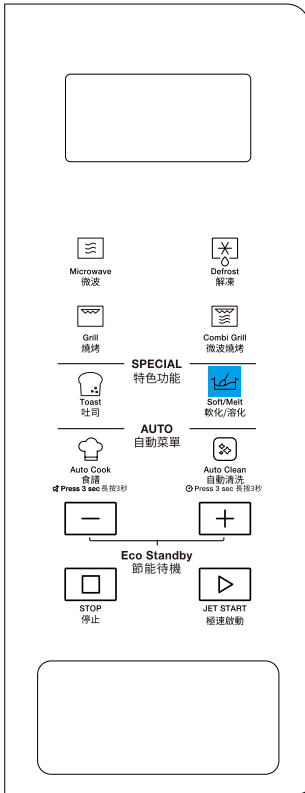 Microwave
微波
Defrost
解凍
Grill
燒烤
Combi Grill
微波燒烤
SPECIAL
特色功能
Toast
吐司
Soft/Melt
軟化/溶化
AUTO
自動菜單
Auto Cook
食譜
Press 3 sec 長按3秒
Auto Clean
自動清洗
Press 3 sec 長按3秒
Eco Standby
節能待機
STOP
停止
JET START
極速啟動